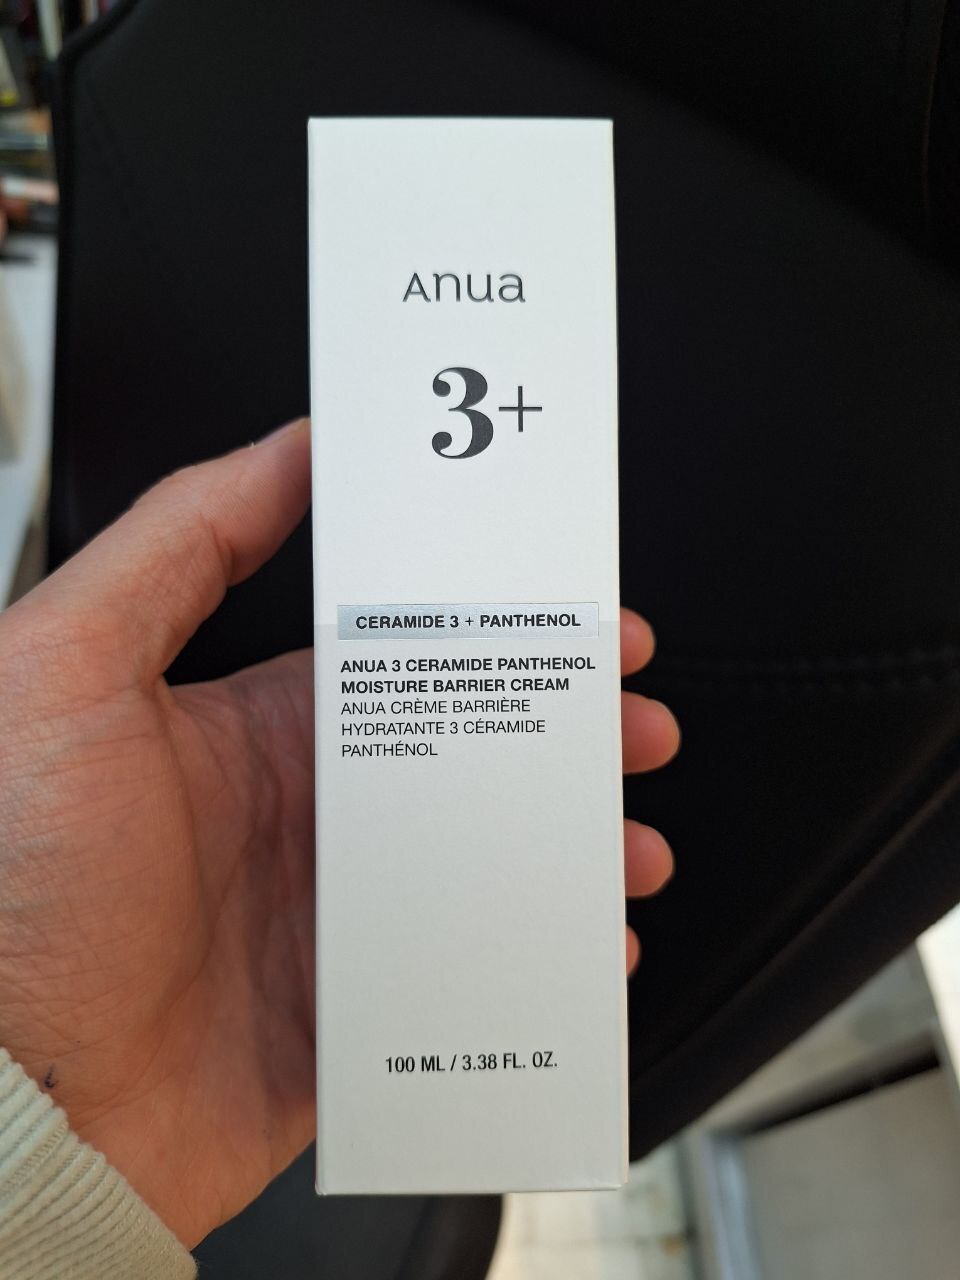 Anua
3+
CERAMIDE 3 + PANTHENOL
ANUA 3 CERAMIDE PANTHENOL
MOISTURE BARRIER CREAM
ANUA CRÈME BARRIÈRE
HYDRATANTE 3 CÉRAMIDE
PANTHÉNOL
100 ML / 3.38 FL. OZ.